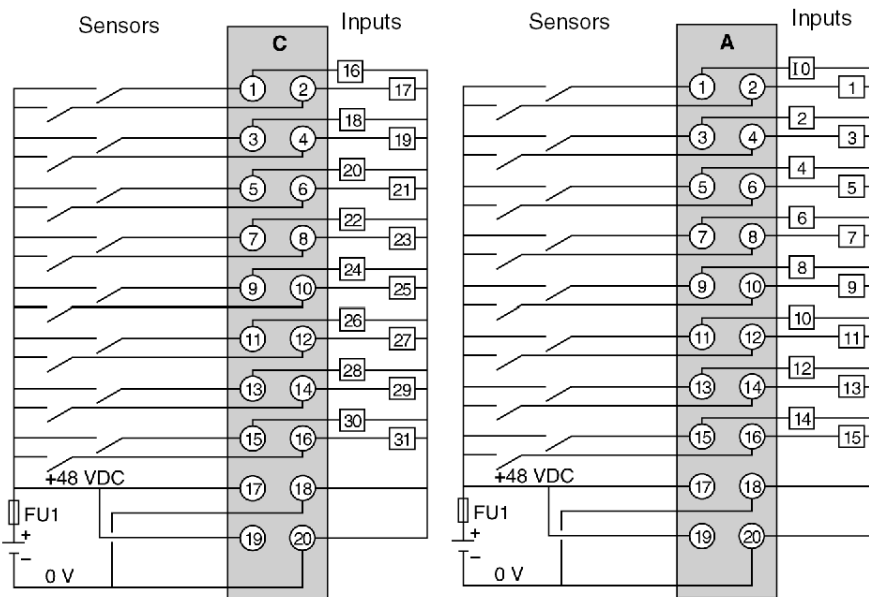 Sensors
C
Inputs
16
1 2 17
18
3 4 19
20
5 6 21
22
7 8 23
24
9 10 25
26
11 12 27
28
13 14 29
30
15 16 31
+48 VDC
17 18
FU1
+
19 20
−
0 V
Sensors
A
Inputs
I0
1 2 1
2
3 4 3
4
5 6 5
6
7 8 7
8
9 10 9
10
11 12 11
12
13 14 13
14
15 16 15
+48 VDC
17 18
FU1
+
19 20
−
0 V